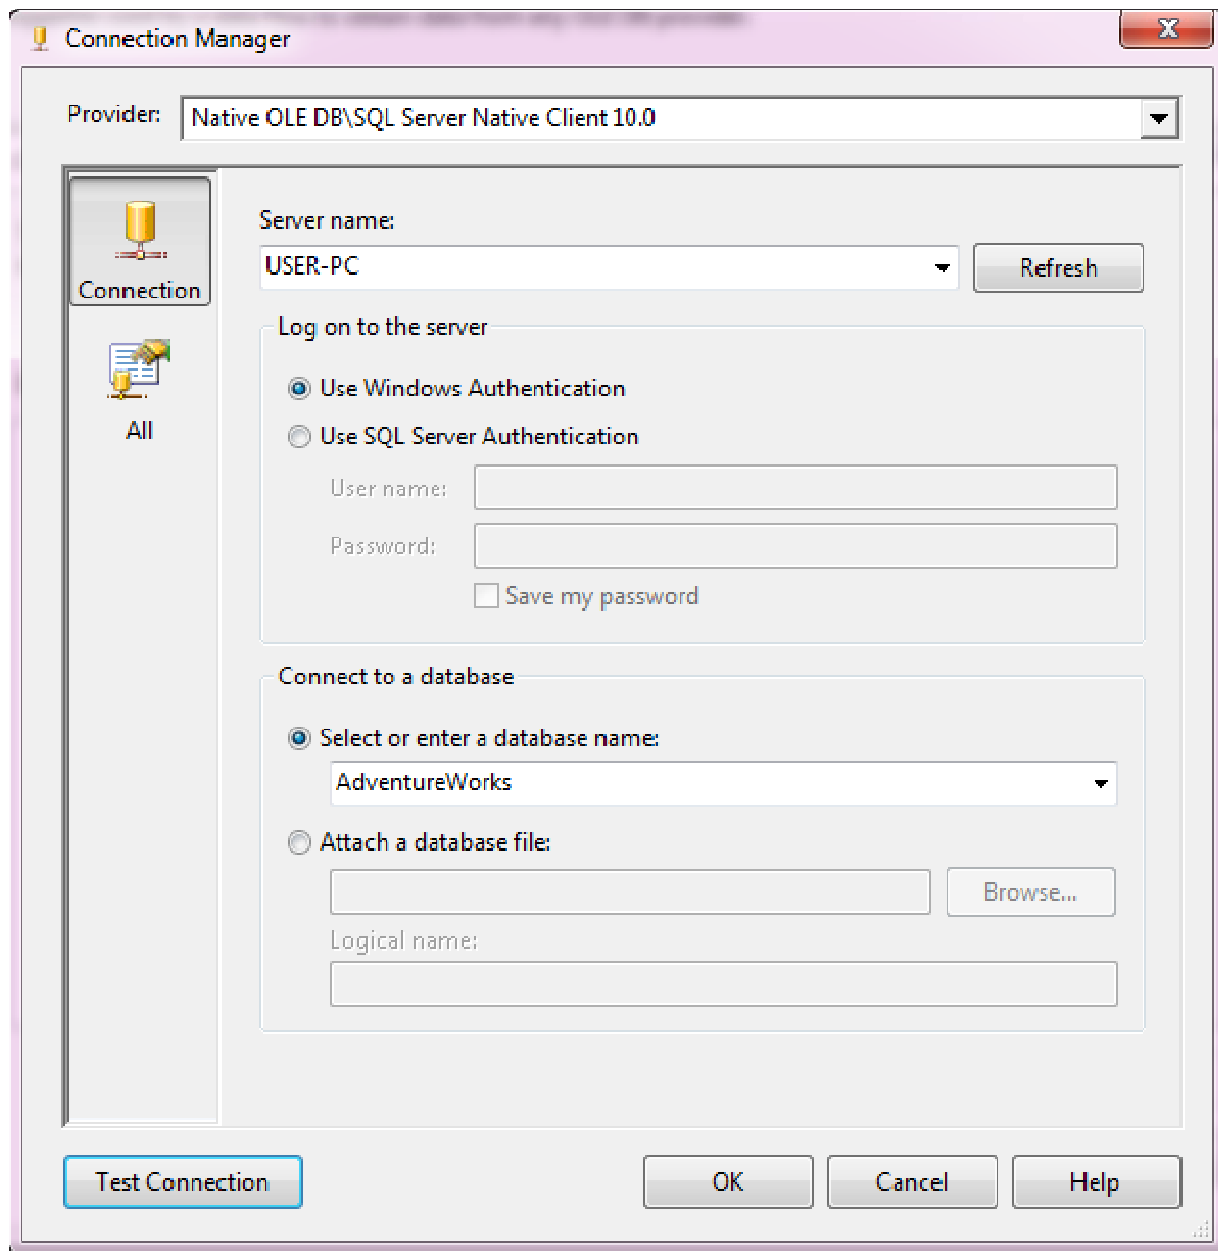 Connection Manager
Provider:
Native OLE DB\SQL Server Native Client 10.0
Connection
All
Server name:
USER-PC
Refresh
Log on to the server
Use Windows Authentication
Use SQL Server Authentication
User name:
Password:
Save my password
Connect to a database
Select or enter a database name:
AdventureWorks
Attach a database file:
Browse...
Logical name:
Test Connection
OK
Cancel
Help